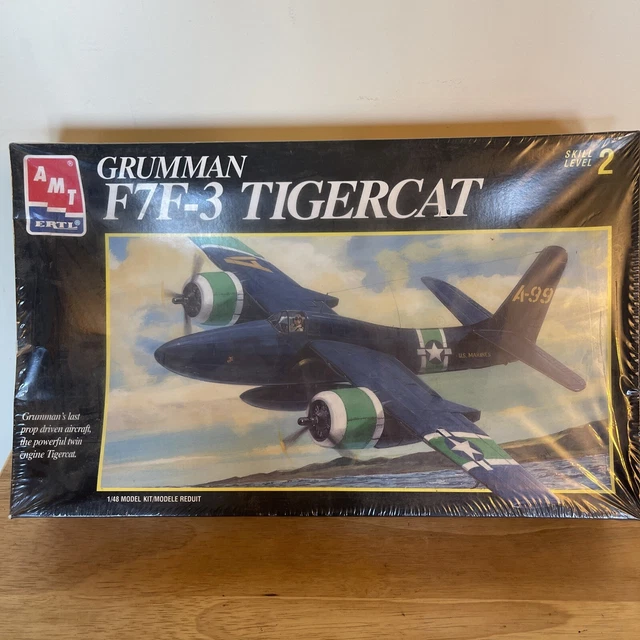 AMT
ERTL
GRUMMAN
F7F-3 TIGERCAT
SKILL
LEVEL 2
A
A-99
U.S. MARINES
Grumman's last
prop driven aircraft,
the powerful twin
engine Tigercat.
1/48 MODEL KIT/MODELE REDUIT